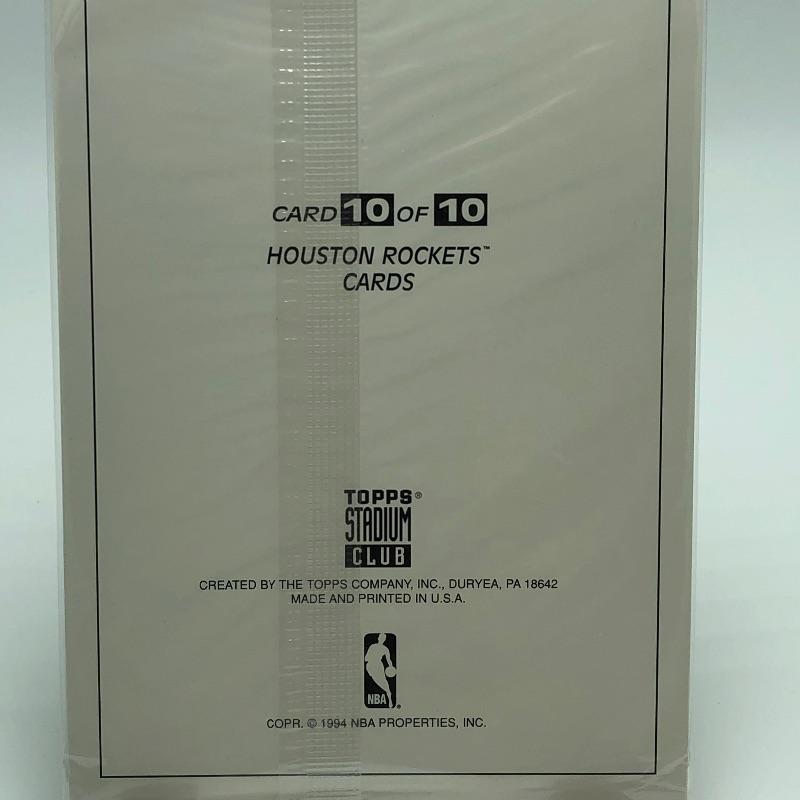 CARD 10 OF 10
HOUSTON ROCKETS™
CARDS
TOPPS®
STADIUM
CLUB
CREATED BY THE TOPPS COMPANY, INC., DURYEA, PA 18642
MADE AND PRINTED IN U.S.A.
NBA®
COPR. © 1994 NBA PROPERTIES, INC.